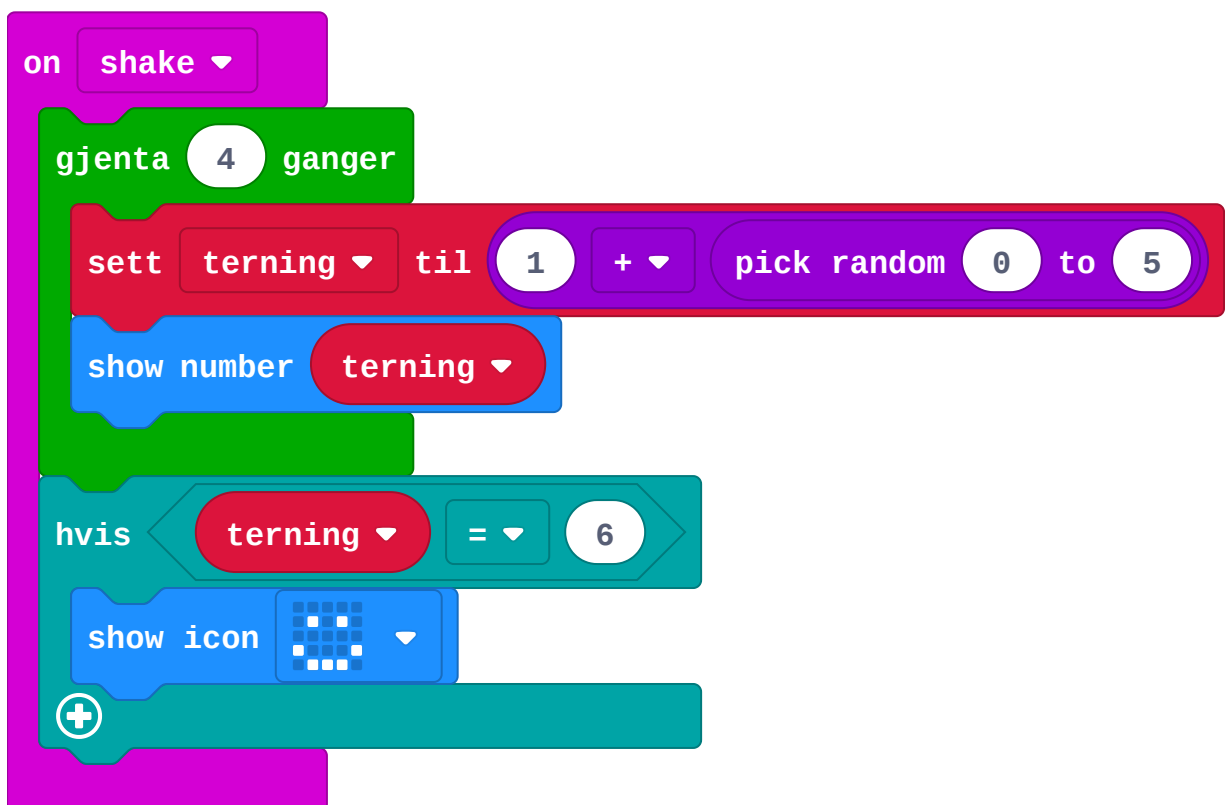 on shake
gjenta 4 ganger
sett terning til 1 + pick random 0 to 5
show number terning
hvis terning = 6
show icon